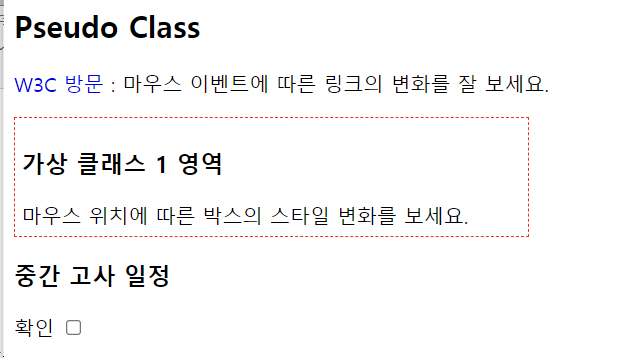 Pseudo Class
W3C 방문 : 마우스 이벤트에 따른 링크의 변화를 잘 보세요.
가상 클래스 1 영역
마우스 위치에 따른 박스의 스타일 변화를 보세요.
중간 고사 일정
확인